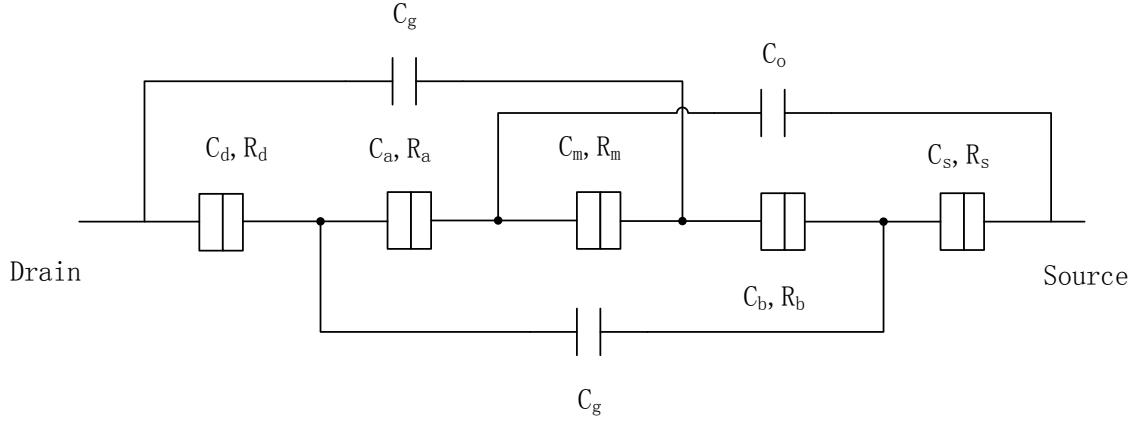 C_g
C_o
C_d, R_d
C_a, R_a
C_m, R_m
C_s, R_s
Drain
Source
C_b, R_b
C_g